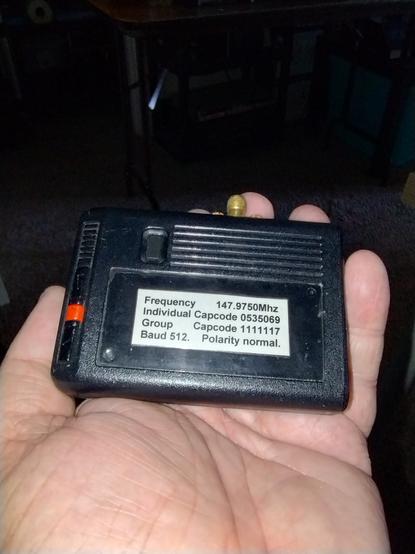 Frequency 147.9750Mhz
Individual Capcode 0535069
Group Capcode 1111117
Baud 512. Polarity normal.